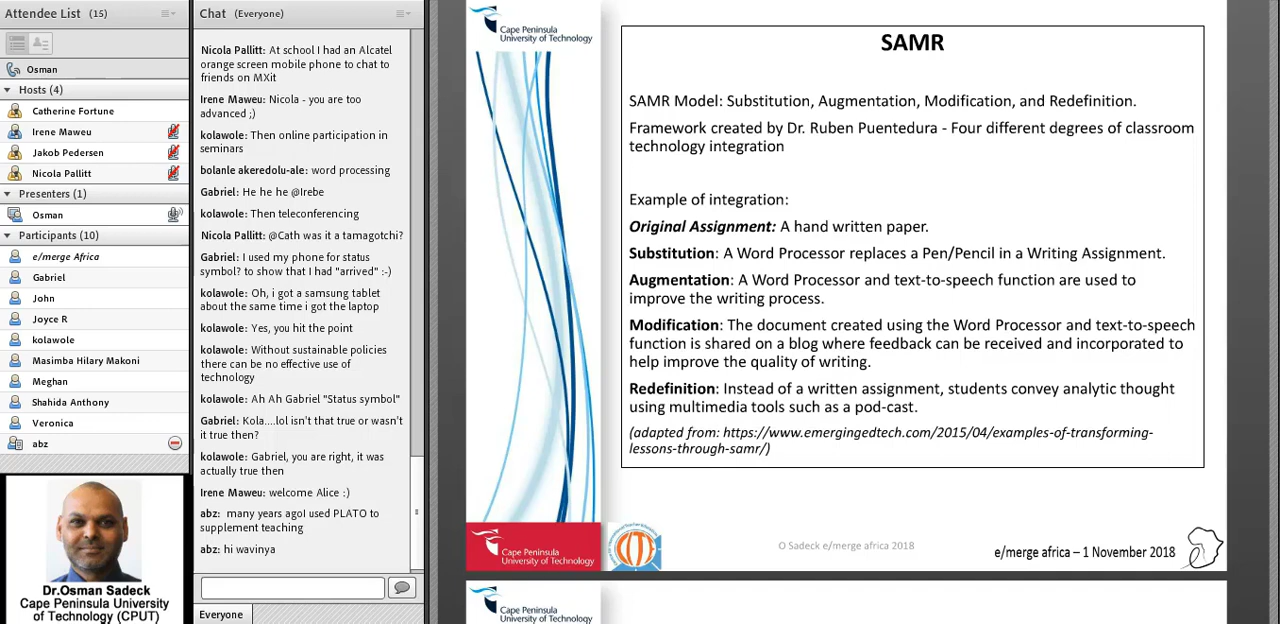 Attendee List (15)
Osman
Hosts (4)
Catherine Fortune
Irene Maweu
Jakob Pedersen
Nicola Pallitt
Presenters (1)
Osman
Participants (10)
e/merge Africa
Gabriel
John
Joyce R
kolawole
Masimba Hilary Makoni
Meghan
Shahida Anthony
Veronica
abz
Dr.Osman Sadeck
Cape Peninsula University
of Technology (CPUT)
Chat (Everyone)
Nicola Pallitt: At school I had an Alcatel
orange screen mobile phone to chat to
friends on MXit
Irene Maweu: Nicola - you are too
advanced ;)
kolawole: Then online participation in
seminars
bolanle akeredolu-ale: word processing
Gabriel: He he he @Irebe
kolawole: Then teleconferencing
Nicola Pallitt: @Cath was it a tamagotchi?
Gabriel: I used my phone for status
symbol? to show that I had "arrived" :-)
kolawole: Oh, i got a samsung tablet
about the same time i got the laptop
kolawole: Yes, you hit the point
kolawole: Without sustainable policies
there can be no effective use of
technology
kolawole: Ah Ah Gabriel "Status symbol"
Gabriel: Kola....lol isn't that true or wasn't
it true then?
kolawole: Gabriel, you are right, it was
actually true then
Irene Maweu: welcome Alice :)
abz: many years agoI used PLATO to
supplement teaching
abz: hi wavinya
Everyone
Cape Peninsula
University of Technology
SAMR
SAMR Model: Substitution, Augmentation, Modification, and Redefinition.
Framework created by Dr. Ruben Puentedura - Four different degrees of classroom
technology integration
Example of integration:
Original Assignment: A hand written paper.
Substitution: A Word Processor replaces a Pen/Pencil in a Writing Assignment.
Augmentation: A Word Processor and text-to-speech function are used to
improve the writing process.
Modification: The document created using the Word Processor and text-to-speech
function is shared on a blog where feedback can be received and incorporated to
help improve the quality of writing.
Redefinition: Instead of a written assignment, students convey analytic thought
using multimedia tools such as a pod-cast.
(adapted from: https://www.emergingedtech.com/2015/04/examples-of-transforming-
lessons-through-samr/)
Cape Peninsula
University of Technology
O Sadeck e/merge africa 2018
e/merge africa – 1 November 2018
Cape Peninsula
University of Technology